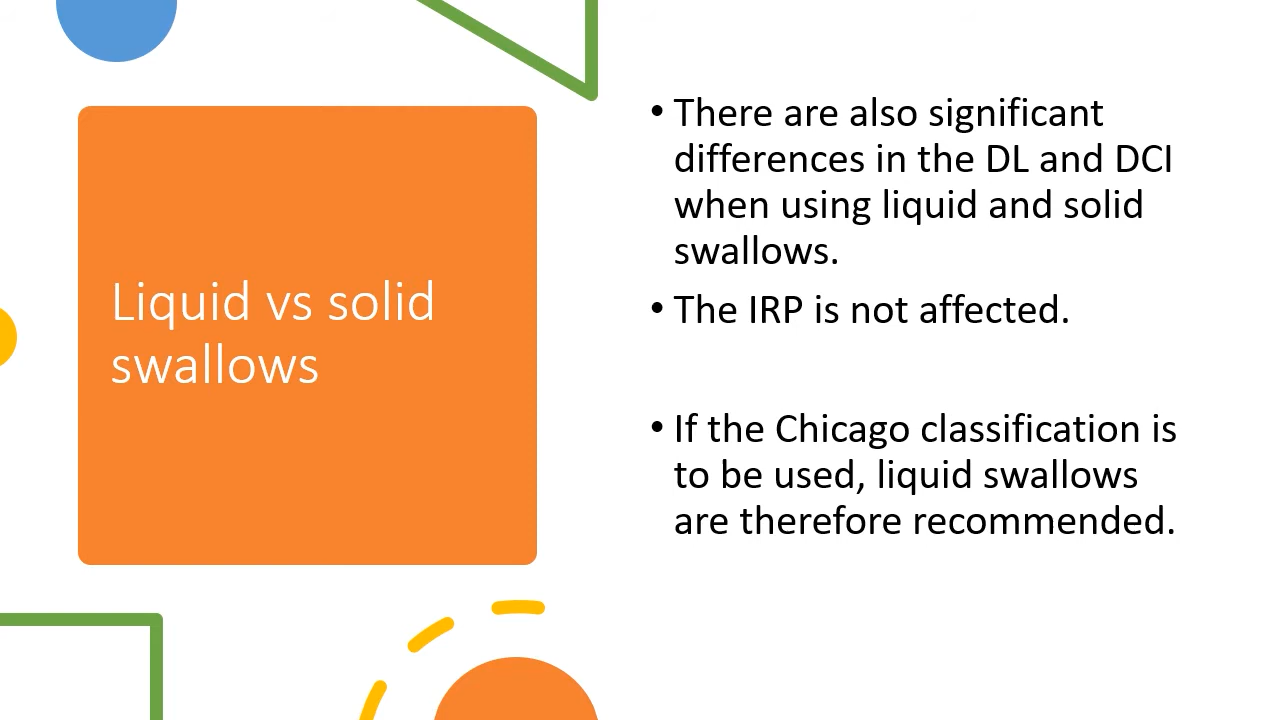 Liquid vs solid
swallows
• There are also significant
differences in the DL and DCI
when using liquid and solid
swallows.
• The IRP is not affected.
• If the Chicago classification is
to be used, liquid swallows
are therefore recommended.